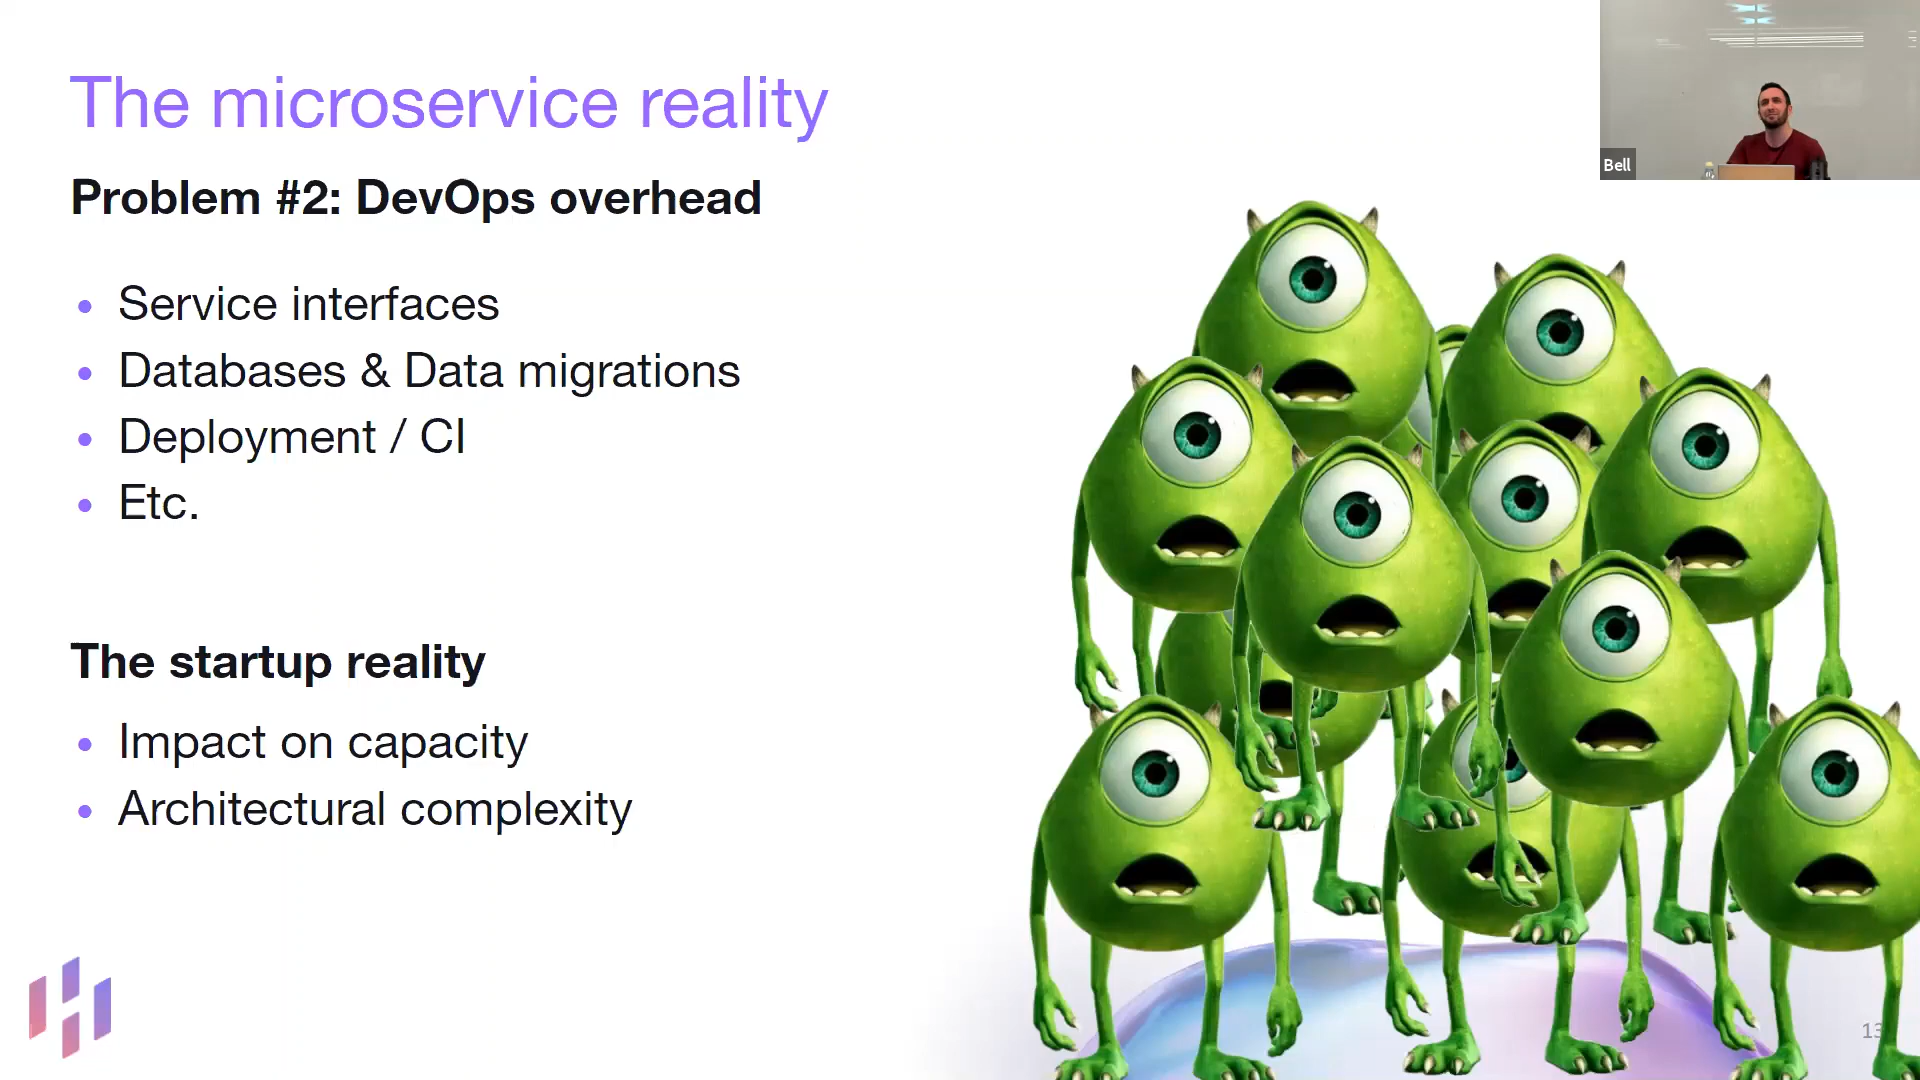 The microservice reality
Problem #2: DevOps overhead
• Service interfaces
• Databases & Data migrations
• Deployment / CI
• Etc.
The startup reality
• Impact on capacity
• Architectural complexity
Bell
13